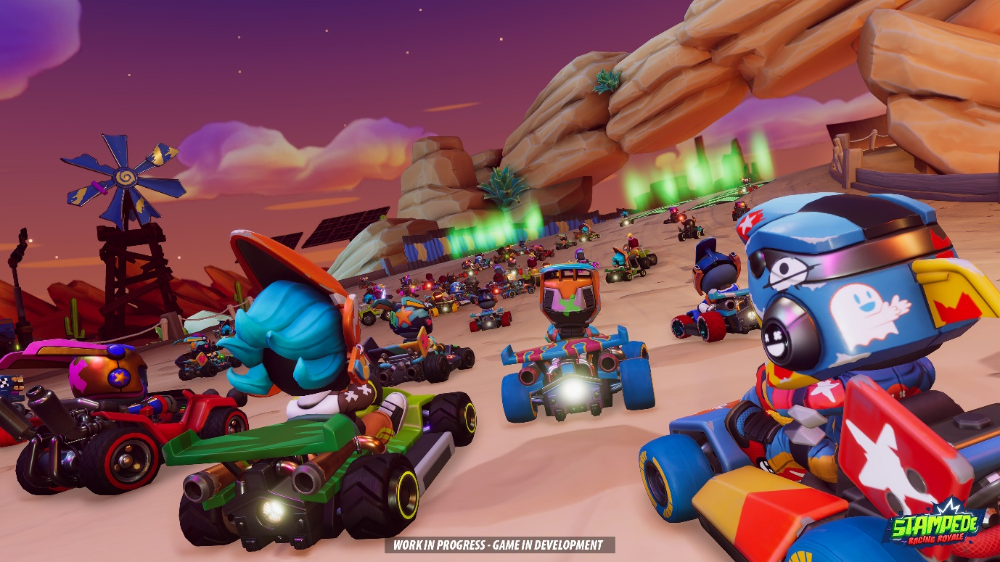 WORK IN PROGRESS - GAME IN DEVELOPMENT
STAMPEDE
RACING ROYALE